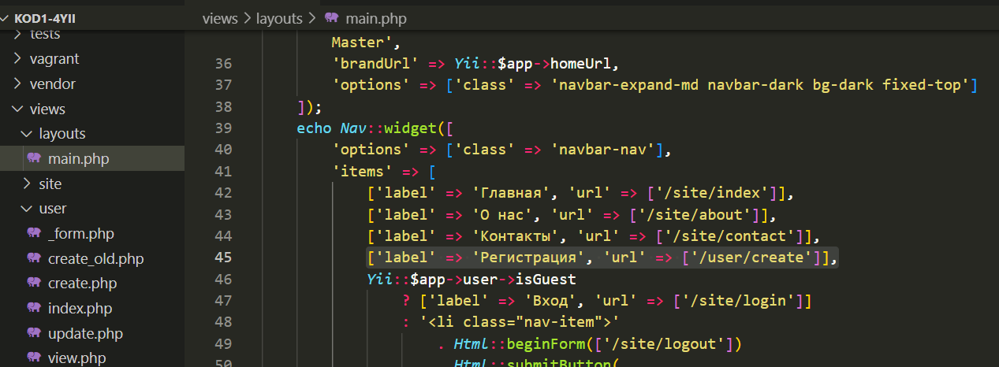 KOD1-4YII
tests
vagrant
vendor
views
layouts
main.php
site
user
_form.php
create_old.php
create.php
index.php
update.php
view.php
views > layouts > main.php
Master',
36 'brandUrl' => Yii::$app->homeUrl,
37 'options' => ['class' => 'navbar-expand-md navbar-dark bg-dark fixed-top']
38 ]);
39 echo Nav::widget([
40 'options' => ['class' => 'navbar-nav'],
41 'items' => [
42 ['label' => 'Главная', 'url' => ['/site/index']],
43 ['label' => 'О нас', 'url' => ['/site/about']],
44 ['label' => 'Контакты', 'url' => ['/site/contact']],
45 ['label' => 'Регистрация', 'url' => ['/user/create']],
46 Yii::$app->user->isGuest
47 ? ['label' => 'Вход', 'url' => ['/site/login']]
48 : '<li class="nav-item">'
49 . Html::beginForm(['/site/logout'])
50 . Html::submitButton(